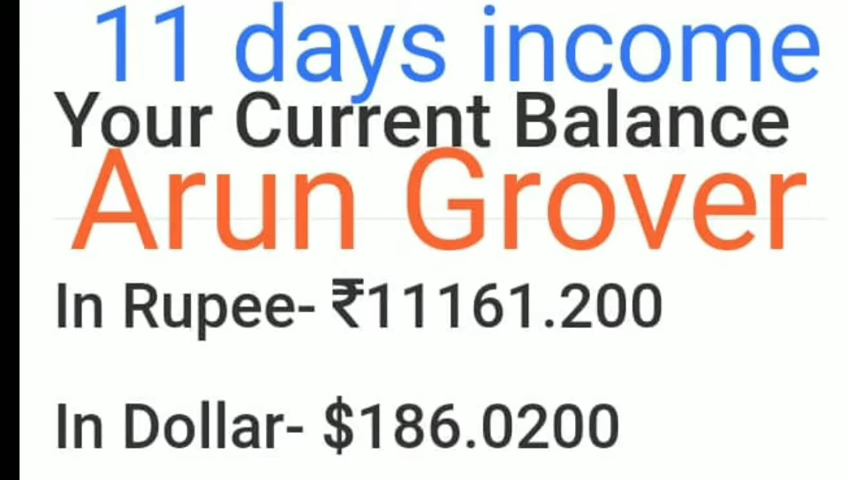 11 days income
Your Current Balance
Arun Grover
In Rupee- ₹11161.200
In Dollar- $186.0200